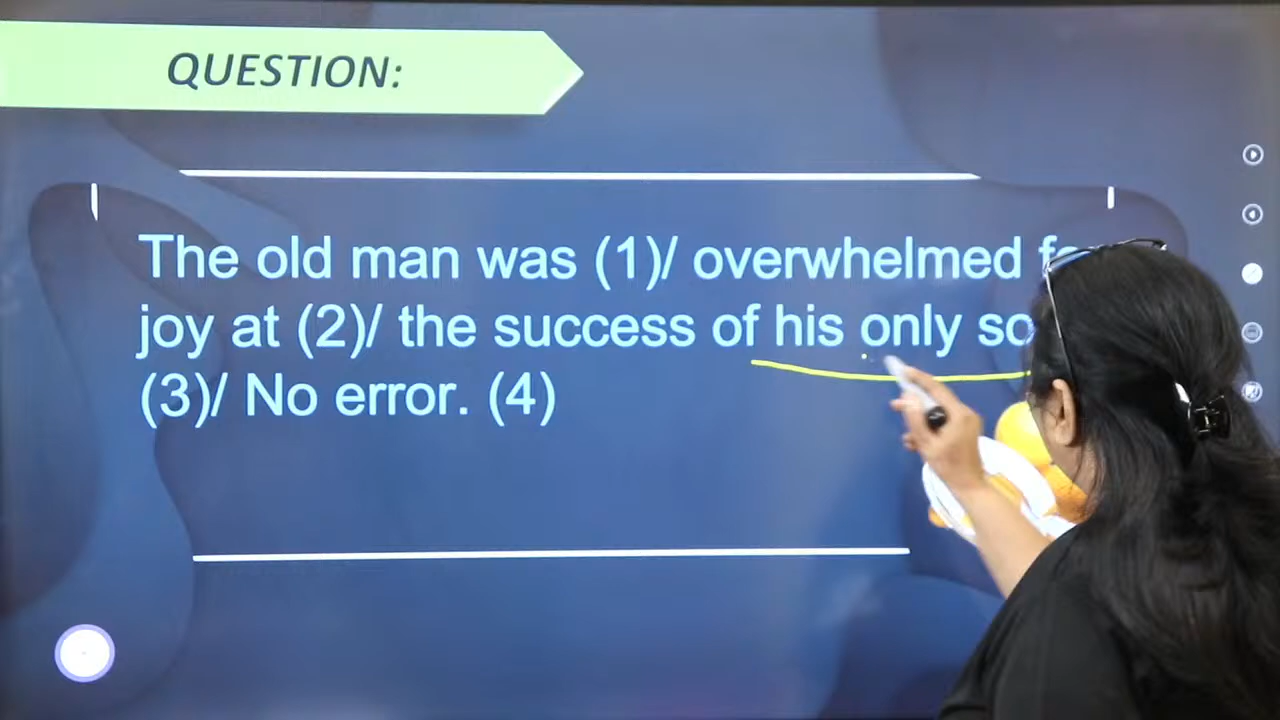 QUESTION:
The old man was (1)/ overwhelmed
joy at (2)/ the success of his only
(3)/ No error. (4)